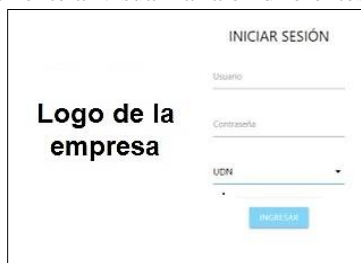 INICIAR SESIÓN
Usuario
Logo de la
empresa
Contraseña
UDN
INGRESAR